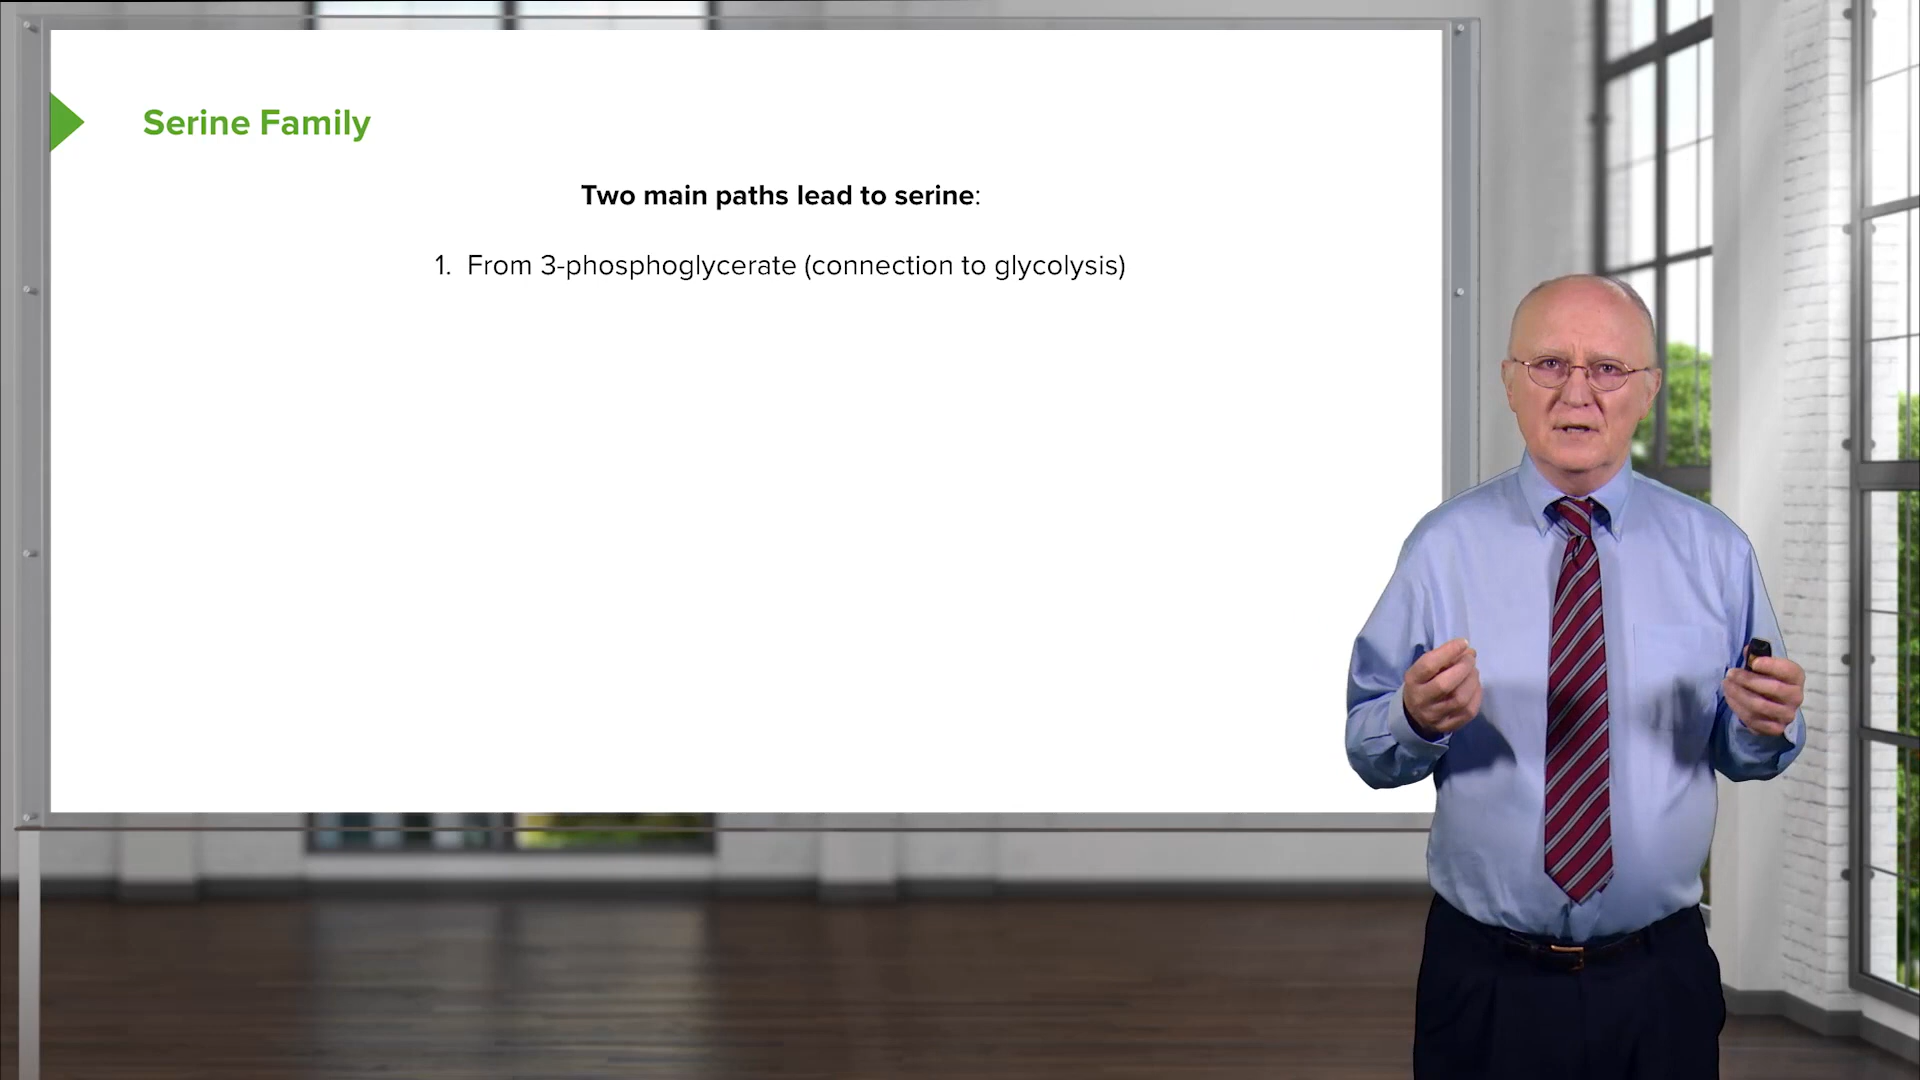 Serine Family
Two main paths lead to serine:
1. From 3-phosphoglycerate (connection to glycolysis)